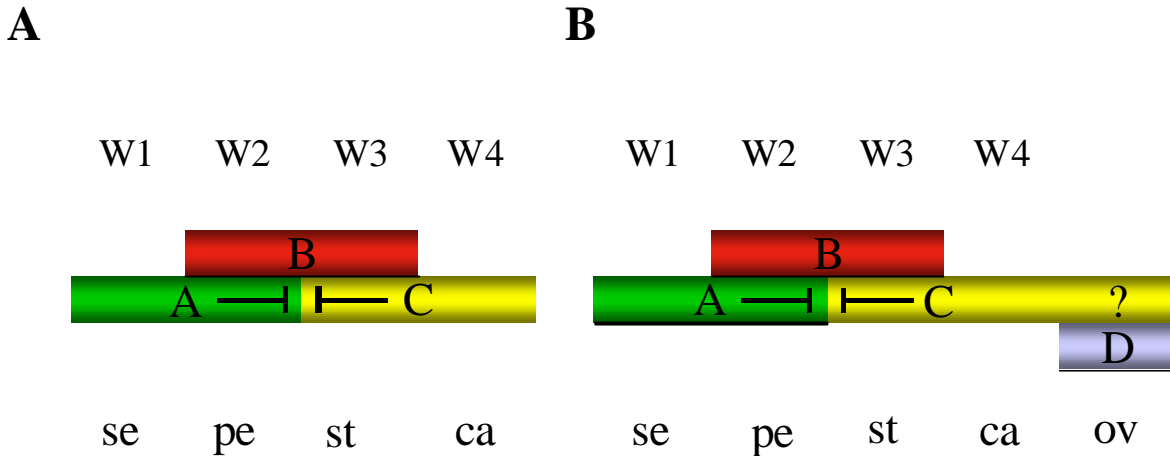 A B
W1 W2 W3 W4 W1 W2 W3 W4
B B
A C A C ?
D
se pe st ca se pe st ca ov